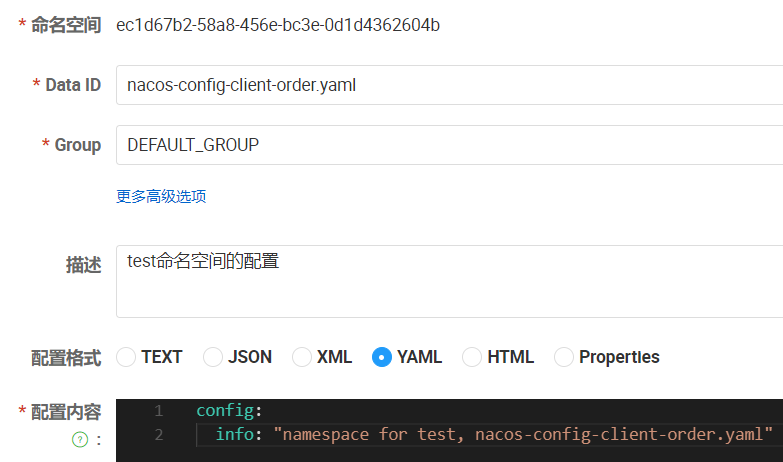 * 命名空间 ec1d67b2-58a8-456e-bc3e-0d1d4362604b
* Data ID nacos-config-client-order.yaml
* Group DEFAULT_GROUP
更多高级选项
描述 test命名空间的配置
配置格式 TEXT JSON XML YAML HTML Properties
* 配置内容 1 config:
? : 2 info: "namespace for test, nacos-config-client-order.yaml"